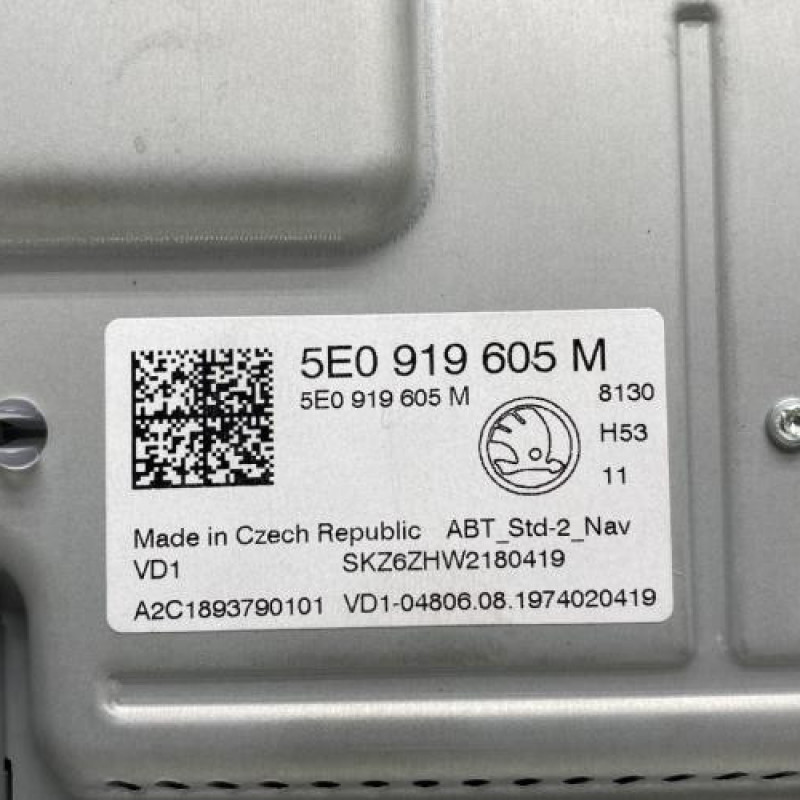 5E0 919 605 M
5E0 919 605 M
8130
H53
11
Made in Czech Republic ABT_Std-2_Nav
VD1 SKZ6ZHW2180419
A2C1893790101 VD1-04806.08.1974020419